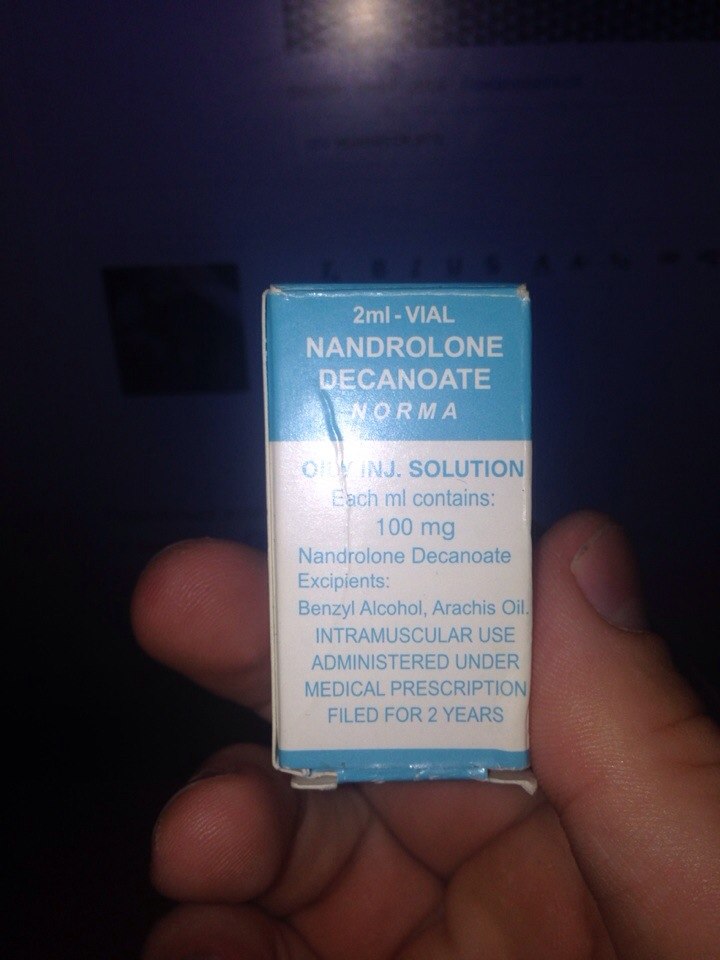 2ml - VIAL
NANDROLONE
DECANOATE
NORMA
OILY INJ. SOLUTION
Each ml contains:
100 mg
Nandrolone Decanoate
Excipients:
Benzyl Alcohol, Arachis Oil.
INTRAMUSCULAR USE
ADMINISTERED UNDER
MEDICAL PRESCRIPTION
FILED FOR 2 YEARS